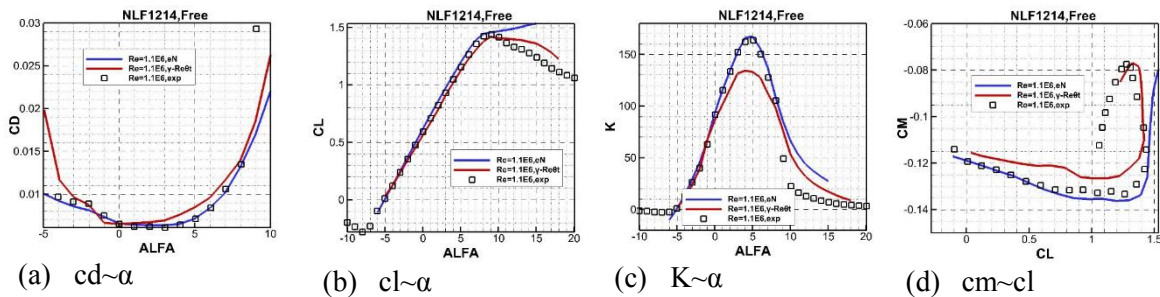 NLF1214,Free
0.03
0.025
0.02
0.015
0.01
CD
-5
0
5
10
ALFA
Re=1.1E6,eN
Re=1.1E6,γ-Reθt
Re=1.1E6,exp
(a) cd~α
NLF1214,Free
1.5
1
0.5
0
CL
-10
-5
0
5
10
15
20
ALFA
Re=1.1E6,eN
Re=1.1E6,γ-Reθt
Re=1.1E6,exp
(b) cl~α
NLF1214,Free
150
100
50
0
K
-10
-5
0
5
10
15
20
ALFA
Re=1.1E6,eN
Re=1.1E6,γ-Reθt
Re=1.1E6,exp
(c) K~α
NLF1214,Free
-0.06
-0.08
-0.1
-0.12
-0.14
CM
0
0.5
1
1.5
CL
Re=1.1E6,eN
Re=1.1E6,γ-Reθt
Re=1.1E6,exp
(d) cm~cl